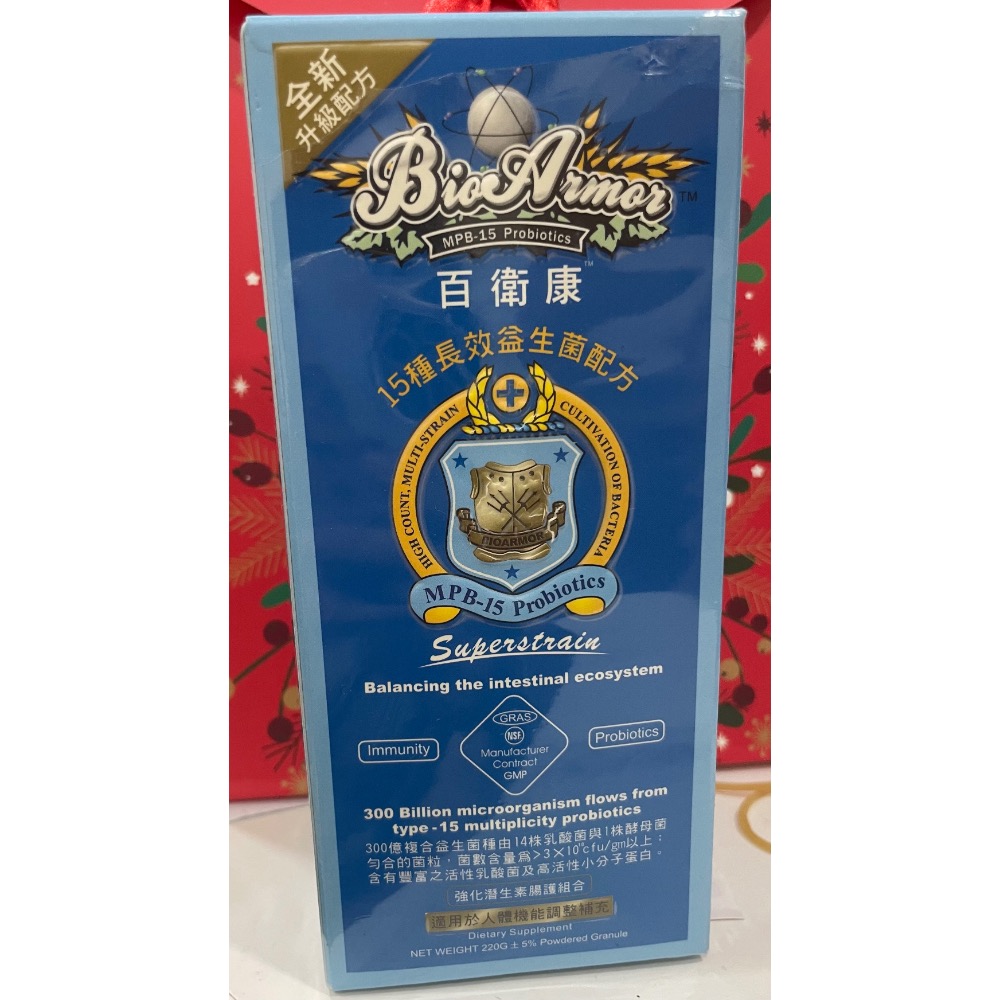 全新
升級配方
BioArmor TM
MPB-15 Probiotics
百衛康 TM
15種長效益生菌配方
HIGH COUNT, MULTI-STRAIN CULTIVATION OF BACTERIA
BIOARMOR
MPB-15 Probiotics
Superstrain
Balancing the intestinal ecosystem
GRAS
NSF.
Immunity
Manufacturer
Contract
GMP
Probiotics
300 Billion microorganism flows from
type -15 multiplicity probiotics
300億複合益生菌種由14株乳酸菌與1株酵母菌
勻合的菌粒，菌數含量為>3×10 cfu/gm以上；
含有豐富之活性乳酸菌及高活性小分子蛋白。
強化潛生素腸護組合
適用於人體機能調整補充
Dietary Supplement
NET WEIGHT 220G ± 5% Powdered Granule